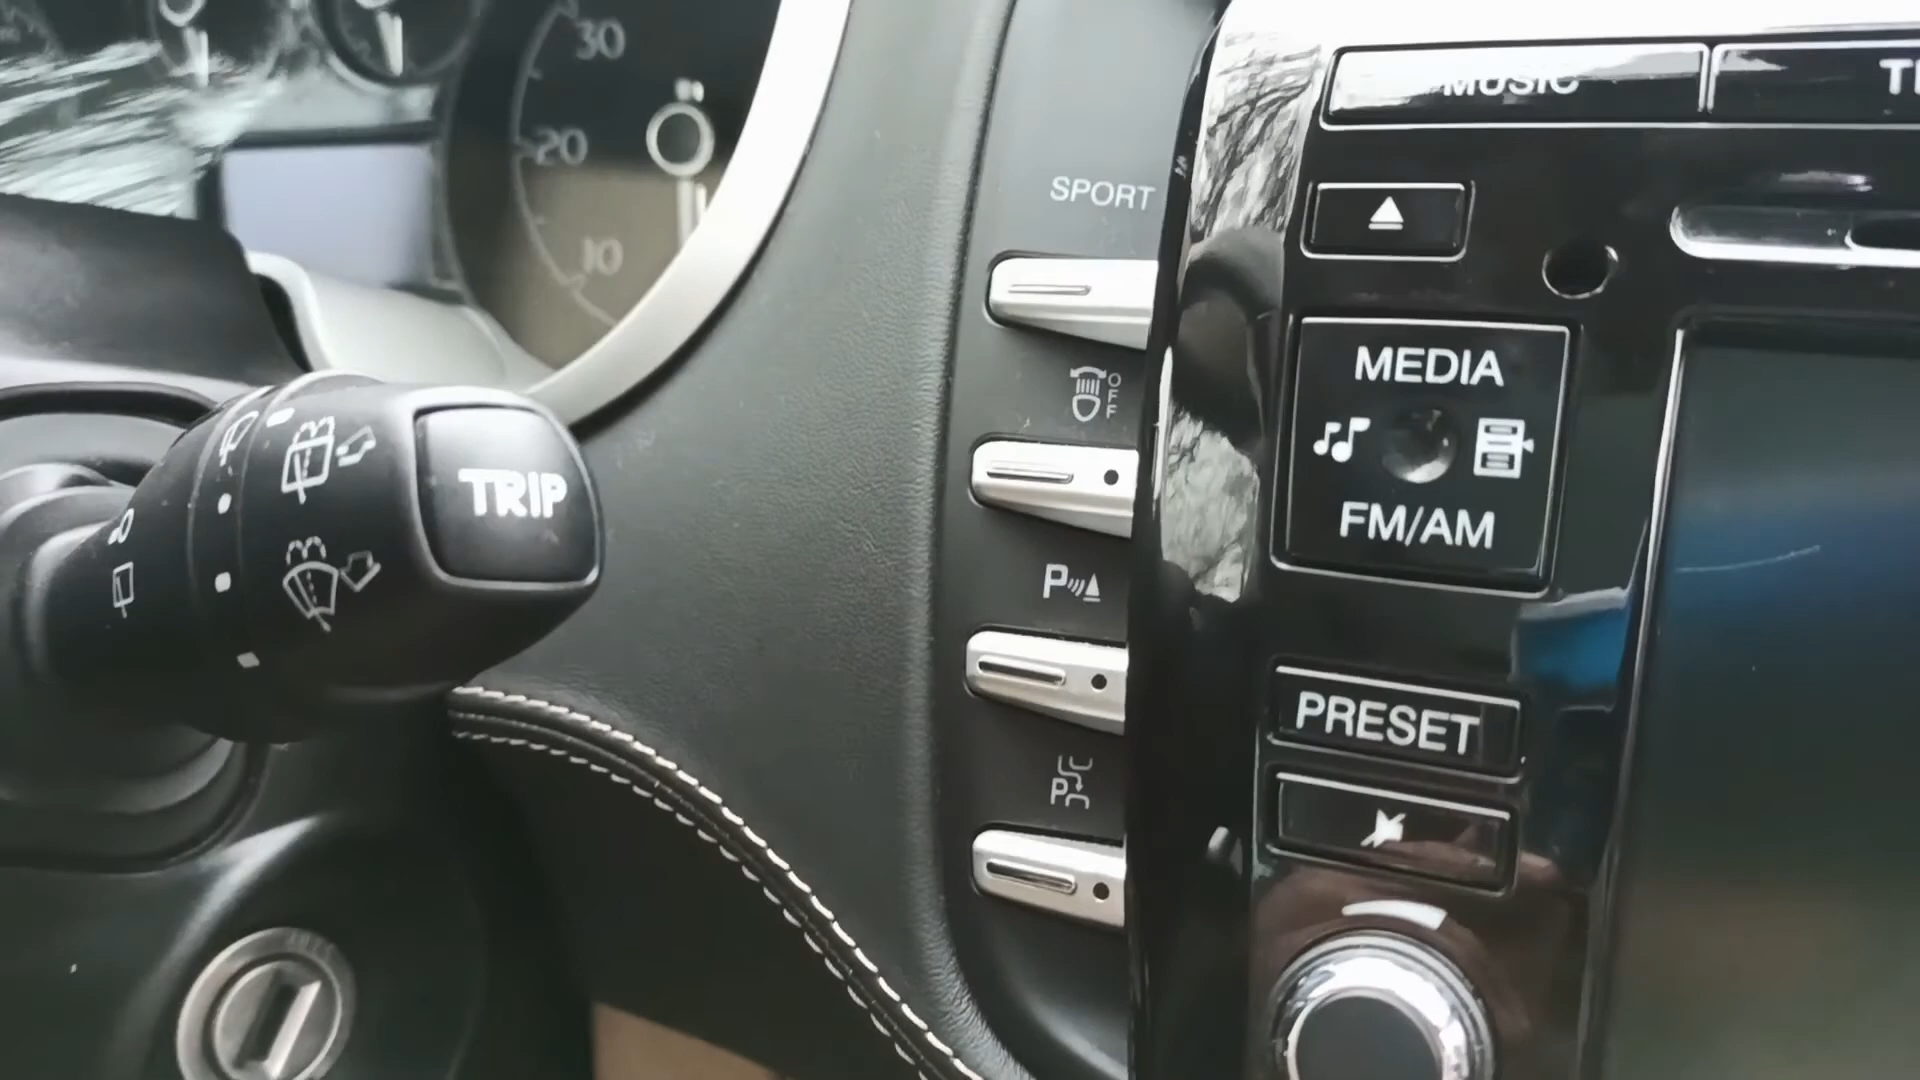 30
20
10
SPORT
MUSIC
MEDIA
FM/AM
OFF
TRIP
P
PRESET
P